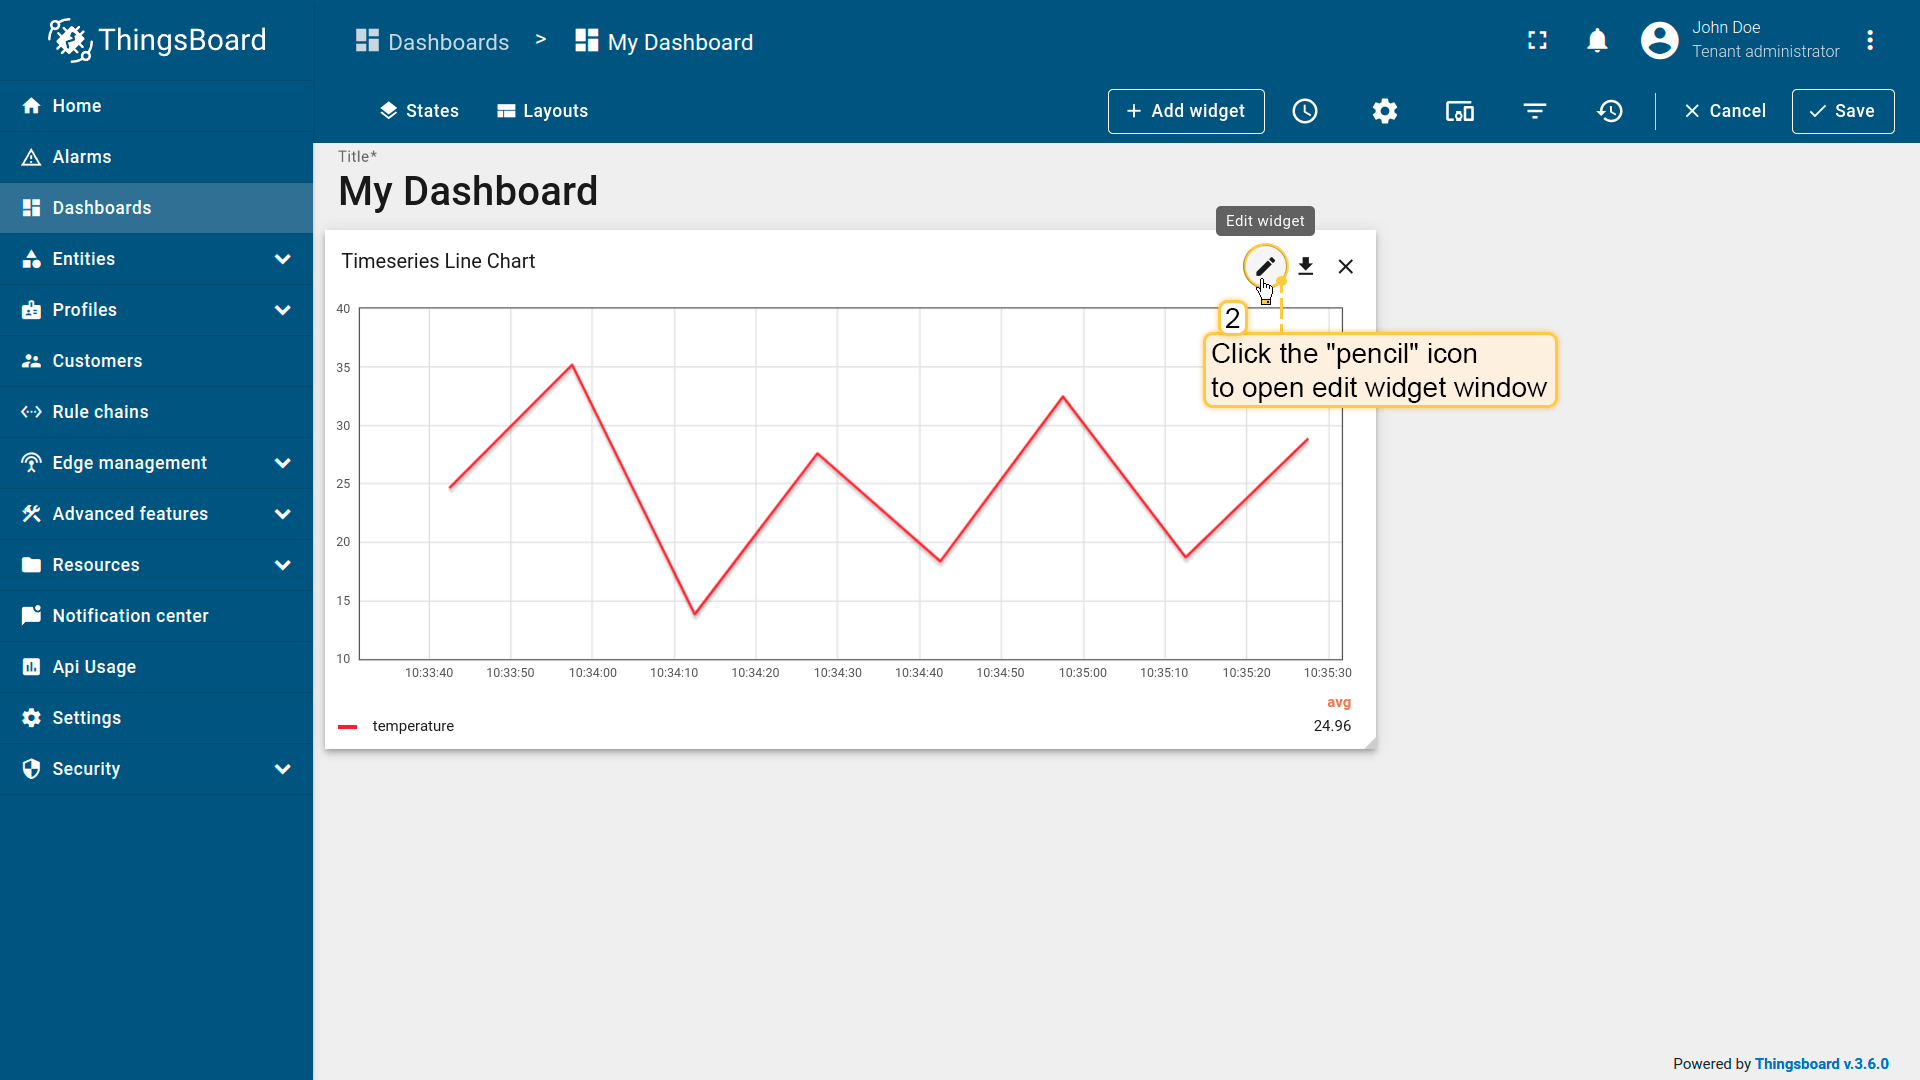 ThingsBoard
Dashboards > My Dashboard
John Doe
Tenant administrator
States
Layouts
+ Add widget
Cancel
Save
Home
Alarms
Dashboards
Entities
Profiles
Customers
Rule chains
Edge management
Advanced features
Resources
Notification center
Api Usage
Settings
Security
Title*
My Dashboard
Edit widget
Timeseries Line Chart
2
Click the "pencil" icon
to open edit widget window
40
35
30
25
20
15
10
10:33:40 10:33:50 10:34:00 10:34:10 10:34:20 10:34:30 10:34:40 10:34:50 10:35:00 10:35:10 10:35:20 10:35:30
avg
temperature 24.96
Powered by Thingsboard v.3.6.0